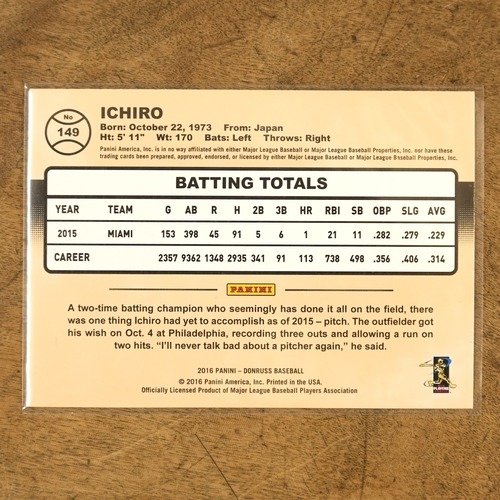 No
149
ICHIRO
Born: October 22, 1973 From: Japan
Ht: 5' 11" Wt: 170 Bats: Left Throws: Right
Panini America, Inc. is in no way affiliated with either Major League Baseball or Major League Baseball Properties, Inc. nor have these
trading cards been prepared, approved, endorsed, or licensed by either Major League Baseball or Major League Baseball Properties, Inc.
BATTING TOTALS
YEAR TEAM G AB R H 2B 3B HR RBI SB OBP SLG AVG
2015 MIAMI 153 398 45 91 5 6 1 21 11 .282 .279 .229
CAREER 2357 9362 1348 2935 341 91 113 738 498 .356 .406 .314
PANINI
A two-time batting champion who seemingly has done it all on the field, there
was one thing Ichiro had yet to accomplish as of 2015 – pitch. The outfielder got
his wish on Oct. 4 at Philadelphia, recording three outs and allowing a run on
two hits. “I'll never talk bad about a pitcher again,” he said.
2016 PANINI – DONRUSS BASEBALL
© 2016 Panini America, Inc. Printed in the USA.
Officially Licensed Product of Major League Baseball Players Association